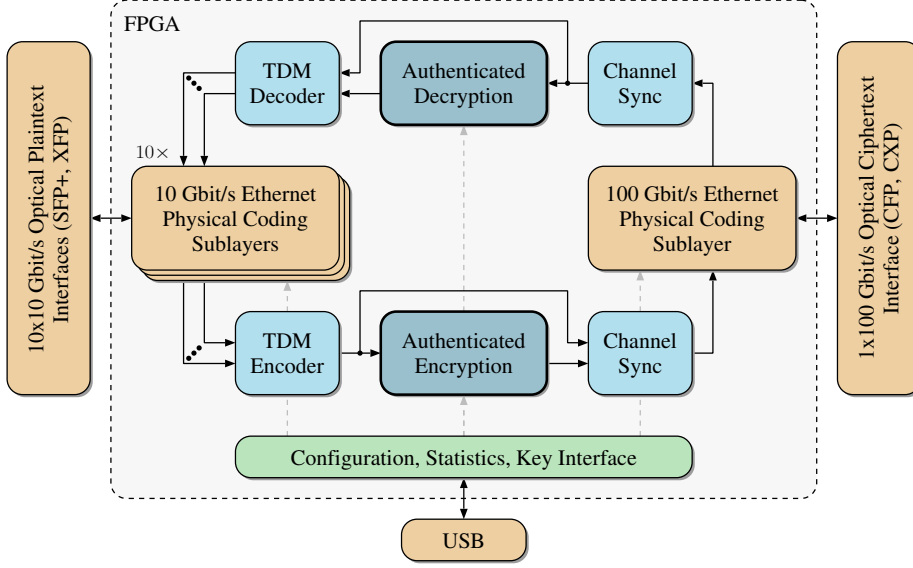 FPGA
10x10 Gbit/s Optical Plaintext
Interfaces (SFP+, XFP)
TDM
Decoder
Authenticated
Decryption
Channel
Sync
10×
10 Gbit/s Ethernet
Physical Coding
Sublayers
100 Gbit/s Ethernet
Physical Coding
Sublayer
1x100 Gbit/s Optical Ciphertext
Interface (CFP, CXP)
TDM
Encoder
Authenticated
Encryption
Channel
Sync
Configuration, Statistics, Key Interface
USB